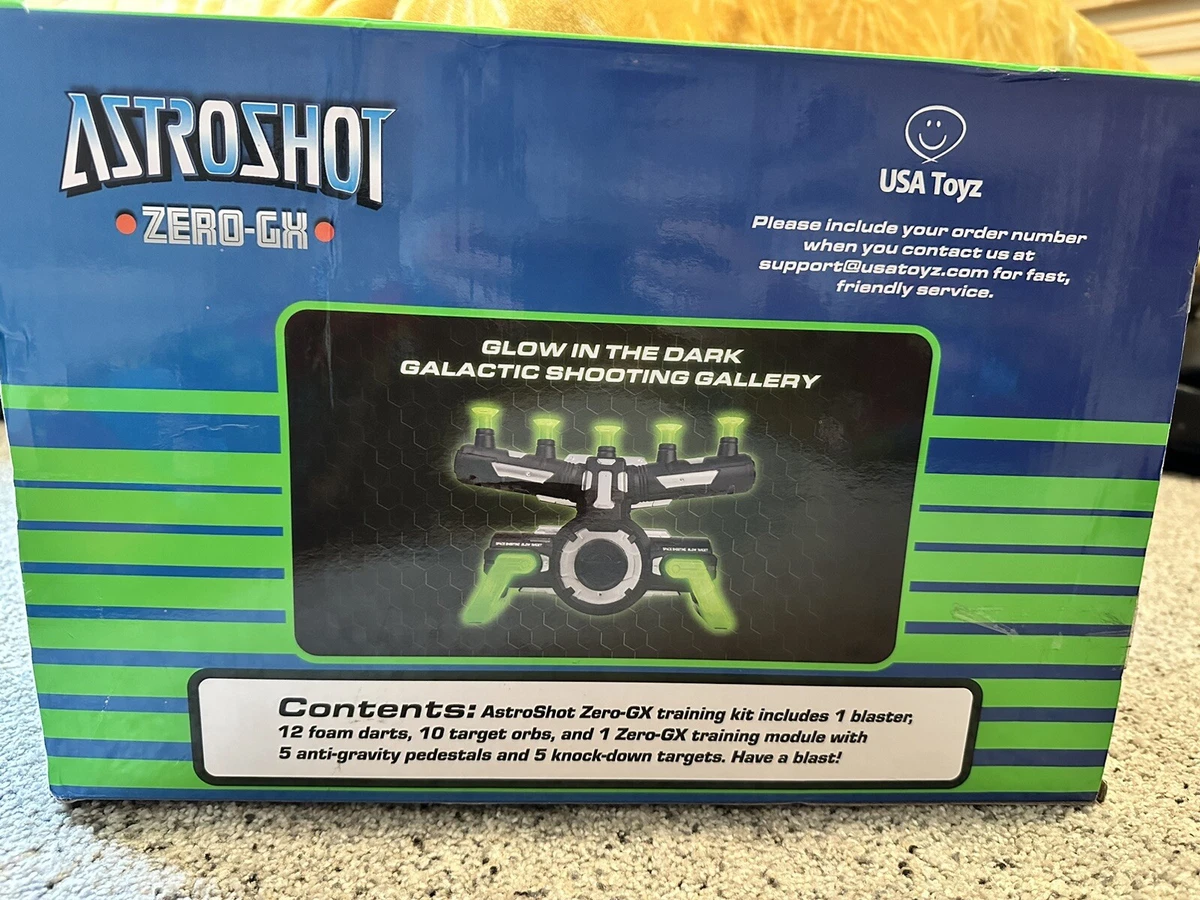 ASTROSHOT
ZERO-GX
USA Toyz
Please include your order number
when you contact us at
support@usatoyz.com for fast,
friendly service.
GLOW IN THE DARK
GALACTIC SHOOTING GALLERY
Contents: AstroShot Zero-GX training kit includes 1 blaster,
12 foam darts, 10 target orbs, and 1 Zero-GX training module with
5 anti-gravity pedestals and 5 knock-down targets. Have a blast!